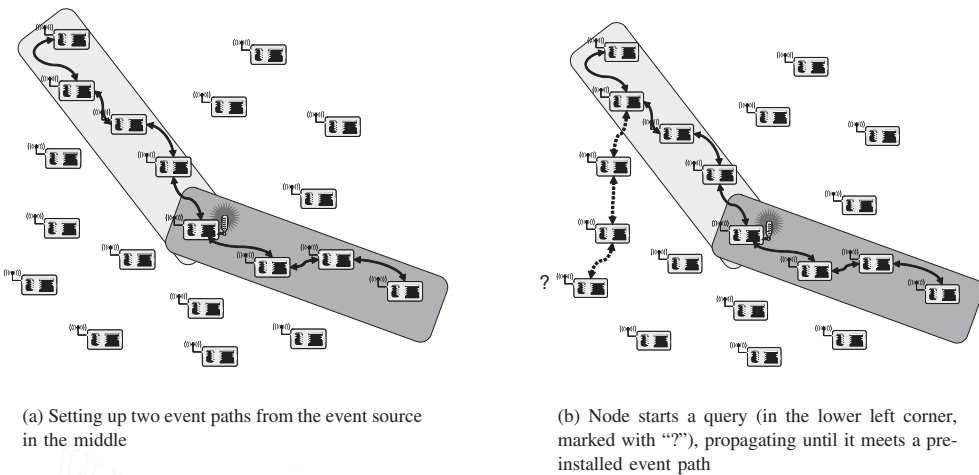 ?
(a) Setting up two event paths from the event source
in the middle
(b) Node starts a query (in the lower left corner,
marked with “?”), propagating until it meets a pre-
installed event path